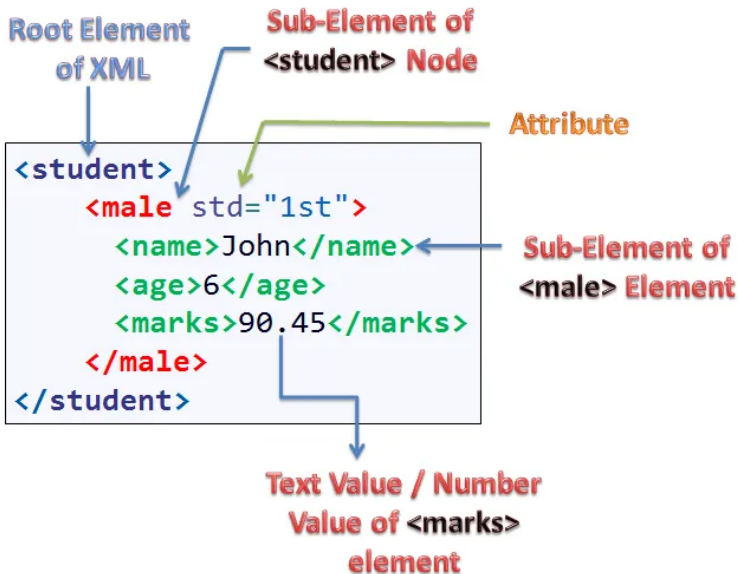 Root Element
of XML
Sub-Element of
<student> Node
Attribute
<student>
<male std="1st">
<name>John</name>
<age>6</age>
<marks>90.45</marks>
</male>
</student>
Sub-Element of
<male> Element
Text Value / Number
Value of <marks>
element